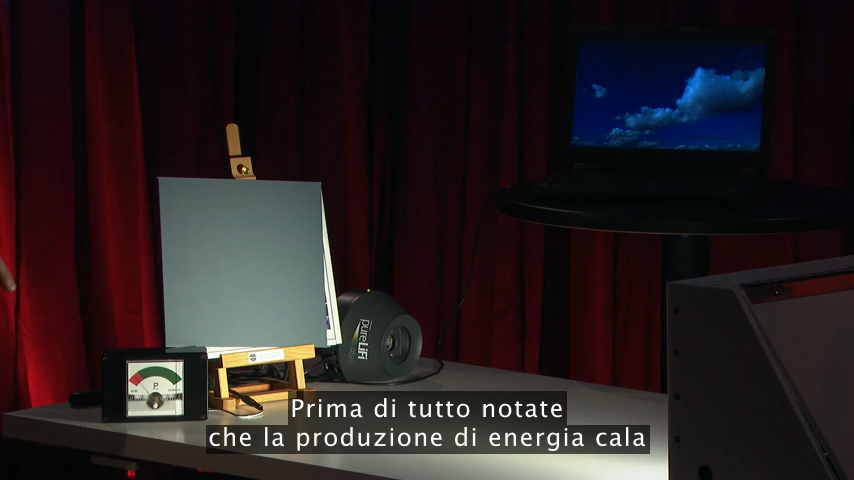 pureLiFi
P
Prima di tutto notate
che la produzione di energia cala